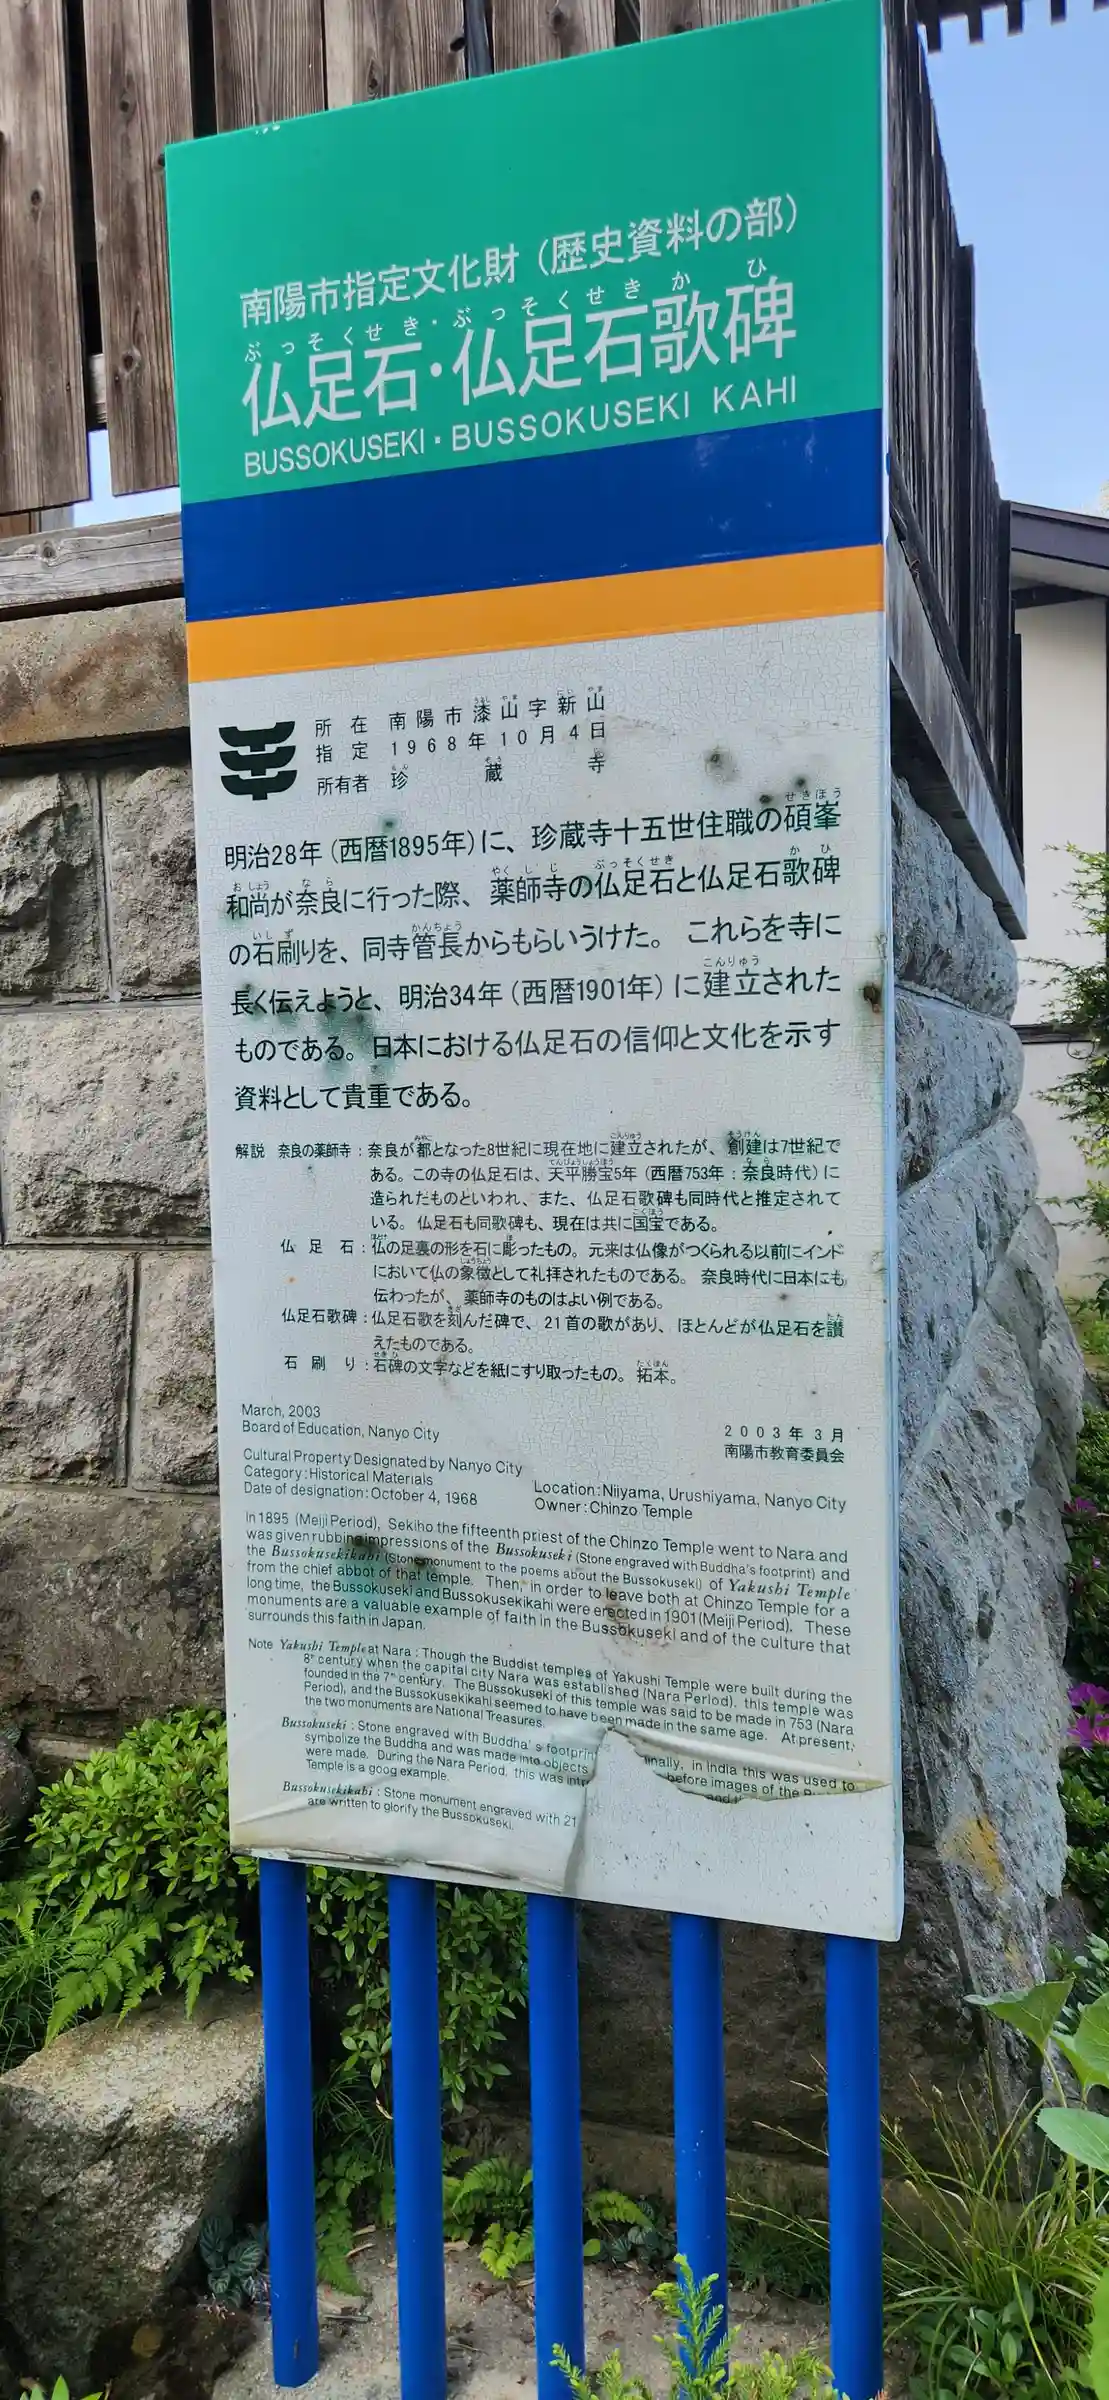 南陽市指定文化財（歴史資料の部）
ぶっそくせき・ぶっそくせきかひ
仏足石・仏足石歌碑
BUSSOKUSEKI・BUSSOKUSEKI KAHI
所在 南陽市漆山字新山
指定 1968年10月4日
所有者 珍蔵寺
明治28年（西暦1895年）に、珍蔵寺十五世住職の碩峯
和尚が奈良に行った際、薬師寺の仏足石と仏足石歌碑
の石刷りを、同寺管長からもらいうけた。これらを寺に
長く伝えようと、明治34年（西暦1901年）に建立された
ものである。日本における仏足石の信仰と文化を示す
資料として貴重である。
解説 奈良の薬師寺：奈良が都となった8世紀に現在地に建立されたが、創建は7世紀で
ある。この寺の仏足石は、天平勝宝5年（西暦753年：奈良時代）に
造られたものといわれ、また、仏足石歌碑も同時代と推定されて
いる。仏足石も同歌碑も、現在は共に国宝である。
仏足石：仏の足裏の形を石に彫ったもの。元来は仏像がつくられる以前にインド
において仏の象徴として礼拝されたものである。奈良時代に日本にも
伝わったが、薬師寺のものはよい例である。
仏足石歌碑：仏足石歌を刻んだ碑で、21首の歌があり、ほとんどが仏足石を讃
えたものである。
石刷り：石碑の文字などを紙にすり取ったもの。拓本。
March, 2003
Board of Education, Nanyo City
2003年3月
南陽市教育委員会
Cultural Property Designated by Nanyo City
Category:Historical Materials
Date of designation:October 4, 1968
Location:Niiyama, Urushiyama, Nanyo City
Owner:Chinzo Temple
In 1895 (Meiji Period), Sekiho the fifteenth priest of the Chinzo Temple went to Nara and
was given rubbing impressions of the Bussokuseki (Stone engraved with Buddha's footprint) and
the Bussokusekikahi (Stone monument to the poems about the Bussokuseki) of Yakushi Temple
from the chief abbot of that temple. Then, in order to leave both at Chinzo Temple for a
long time, the Bussokuseki and Bussokusekikahi were erected in 1901(Meiji Period). These
monuments are a valuable example of faith in the Bussokuseki and of the culture that
surrounds this faith in Japan.
Note Yakushi Temple at Nara : Though the Buddist temples of Yakushi Temple were built during the
8th century when the capital city Nara was established (Nara Period), this temple was
founded in the 7th century. The Bussokuseki of this temple was said to be made in 753 (Nara
Period), and the Bussokusekikahi seemed to have been made in the same age. At present,
the two monuments are National Treasures.
Bussokuseki : Stone engraved with Buddha's footprin inally, in India this was used to
symbolize the Buddha and was made into objects before images of the
were made. During the Nara Period, this was intr and
Temple is a goog example.
Bussokusekikahi : Stone monument engraved with 21
are written to glorify the Bussokuseki.